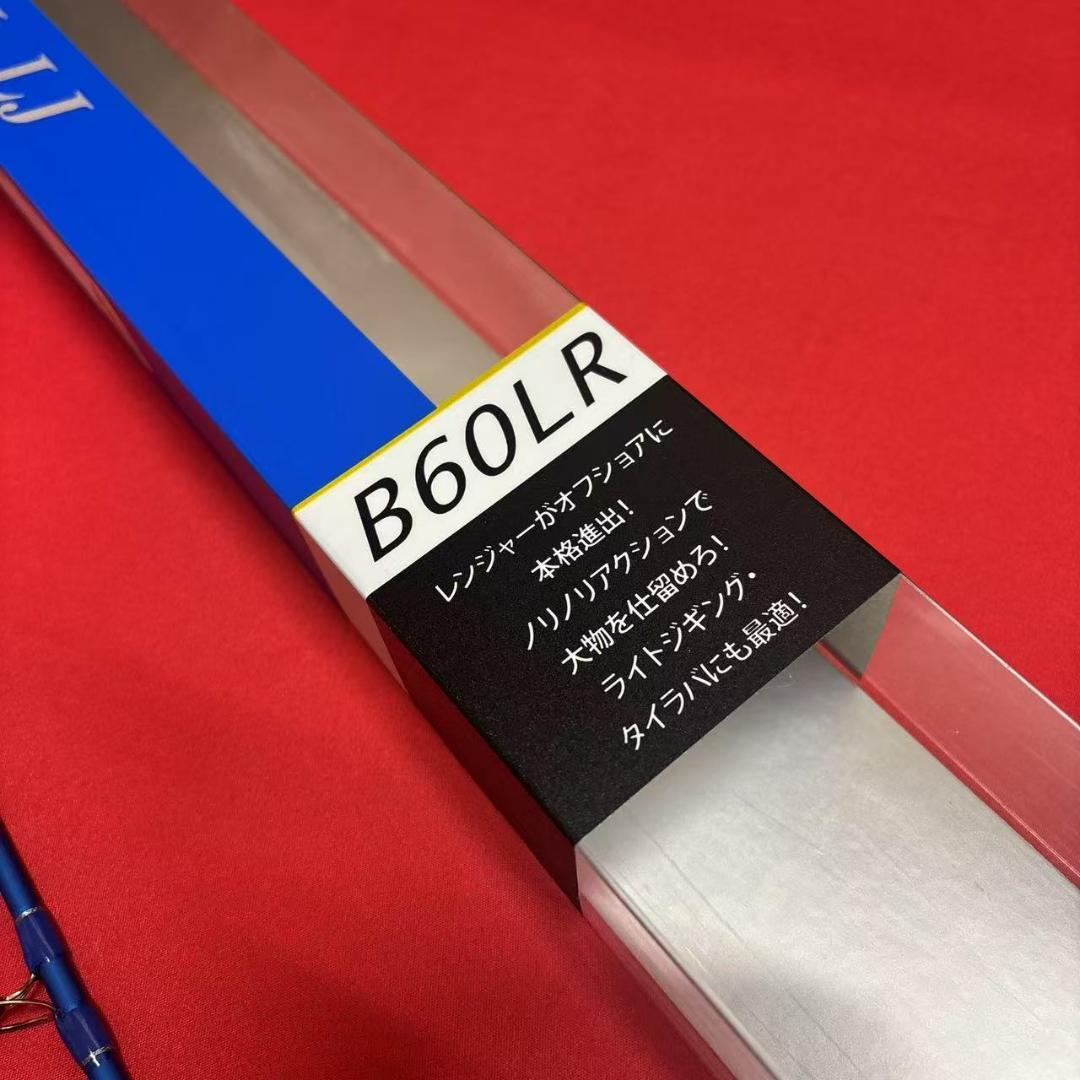 LJ
B60LR
レンジャーがオフショアに
本格進出!
ノリノリアクションで
大物を仕留めろ!
ライトジギング・
タイラバにも最適!